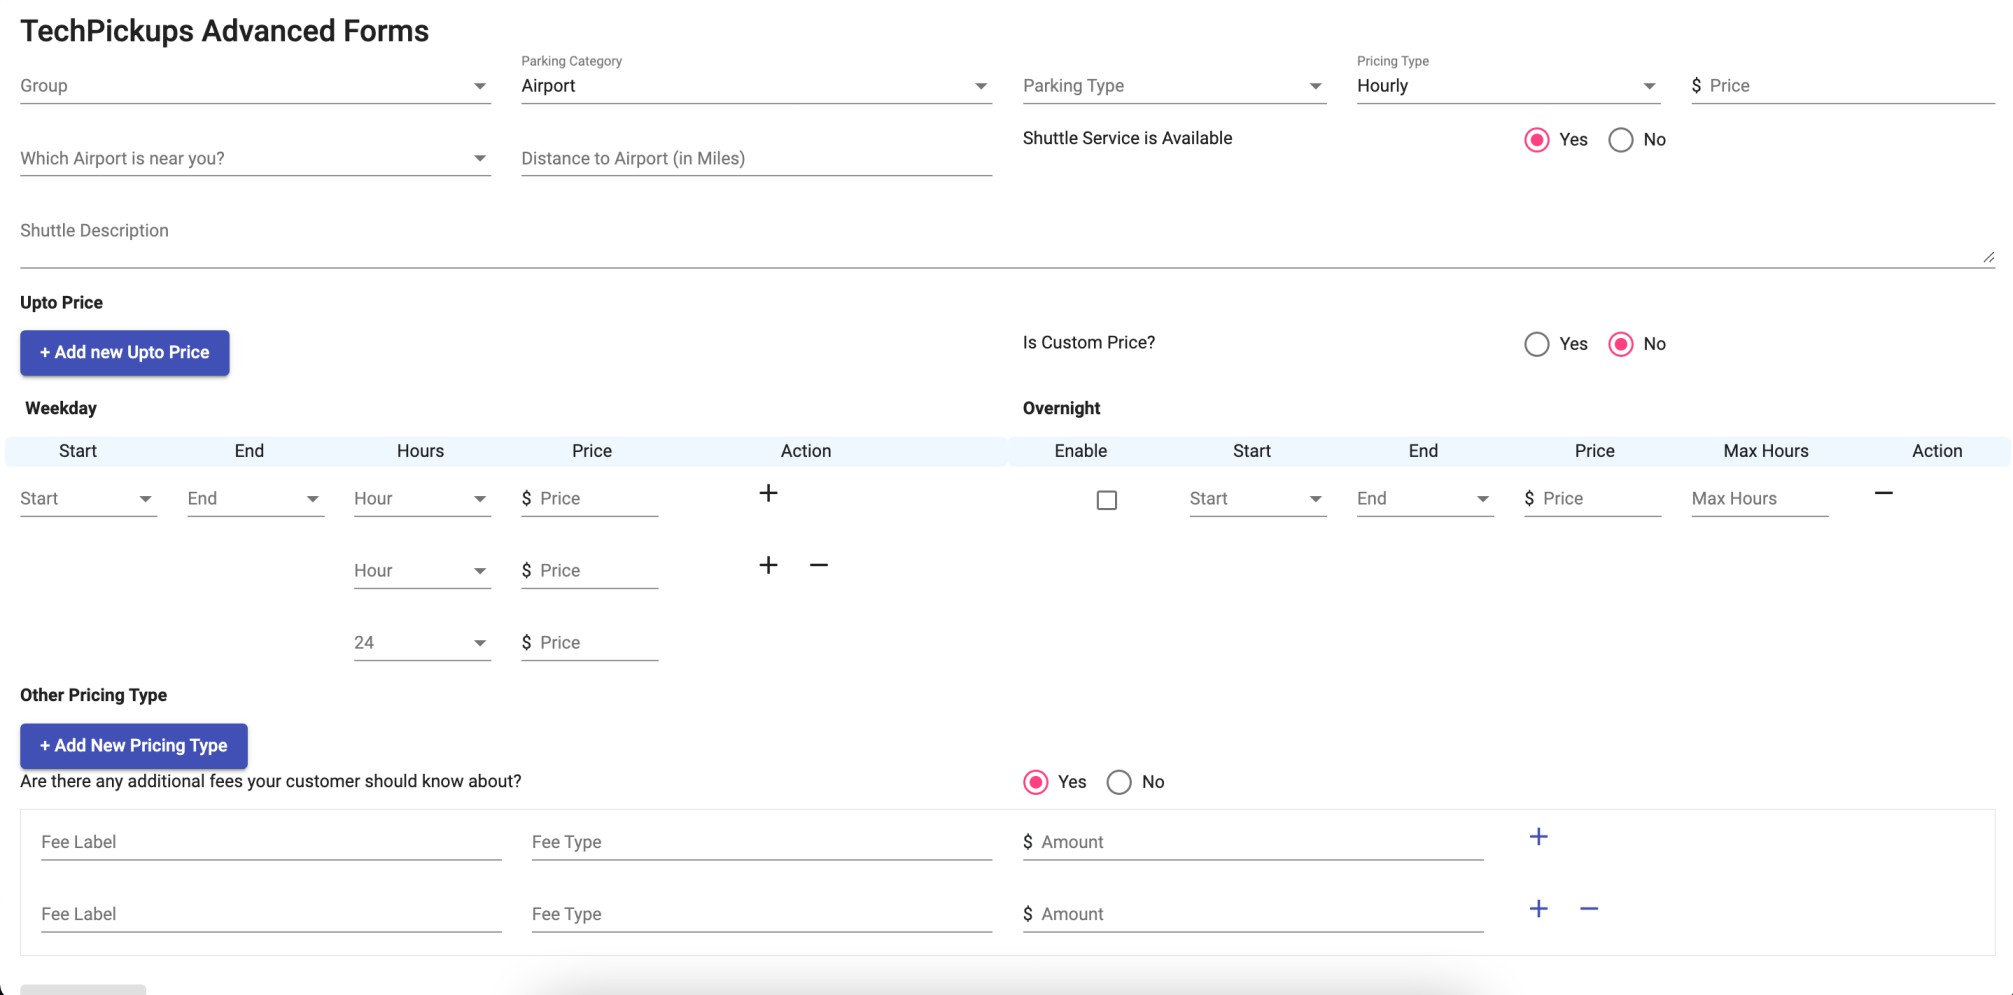 TechPickups Advanced Forms
Parking Category Pricing Type
Group Airport Parking Type Hourly $ Price
Which Airport is near you? Distance to Airport (in Miles) Shuttle Service is Available Yes No
Shuttle Description
Upto Price
+ Add new Upto Price Is Custom Price? Yes No
Weekday Overnight
Start End Hours Price Action Enable Start End Price Max Hours Action
Start End Hour $ Price + Start End $ Price Max Hours −
Hour $ Price + −
24 $ Price
Other Pricing Type
+ Add New Pricing Type
Are there any additional fees your customer should know about? Yes No
Fee Label Fee Type $ Amount +
Fee Label Fee Type $ Amount + −